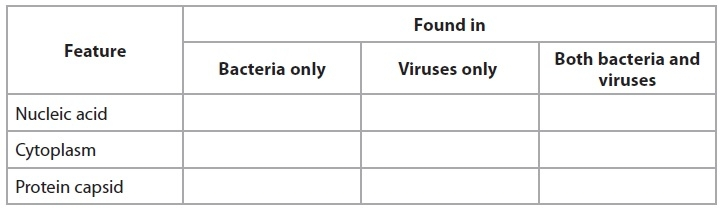 Feature
Found in
Bacteria only
Viruses only
Both bacteria and
viruses
Nucleic acid
Cytoplasm
Protein capsid